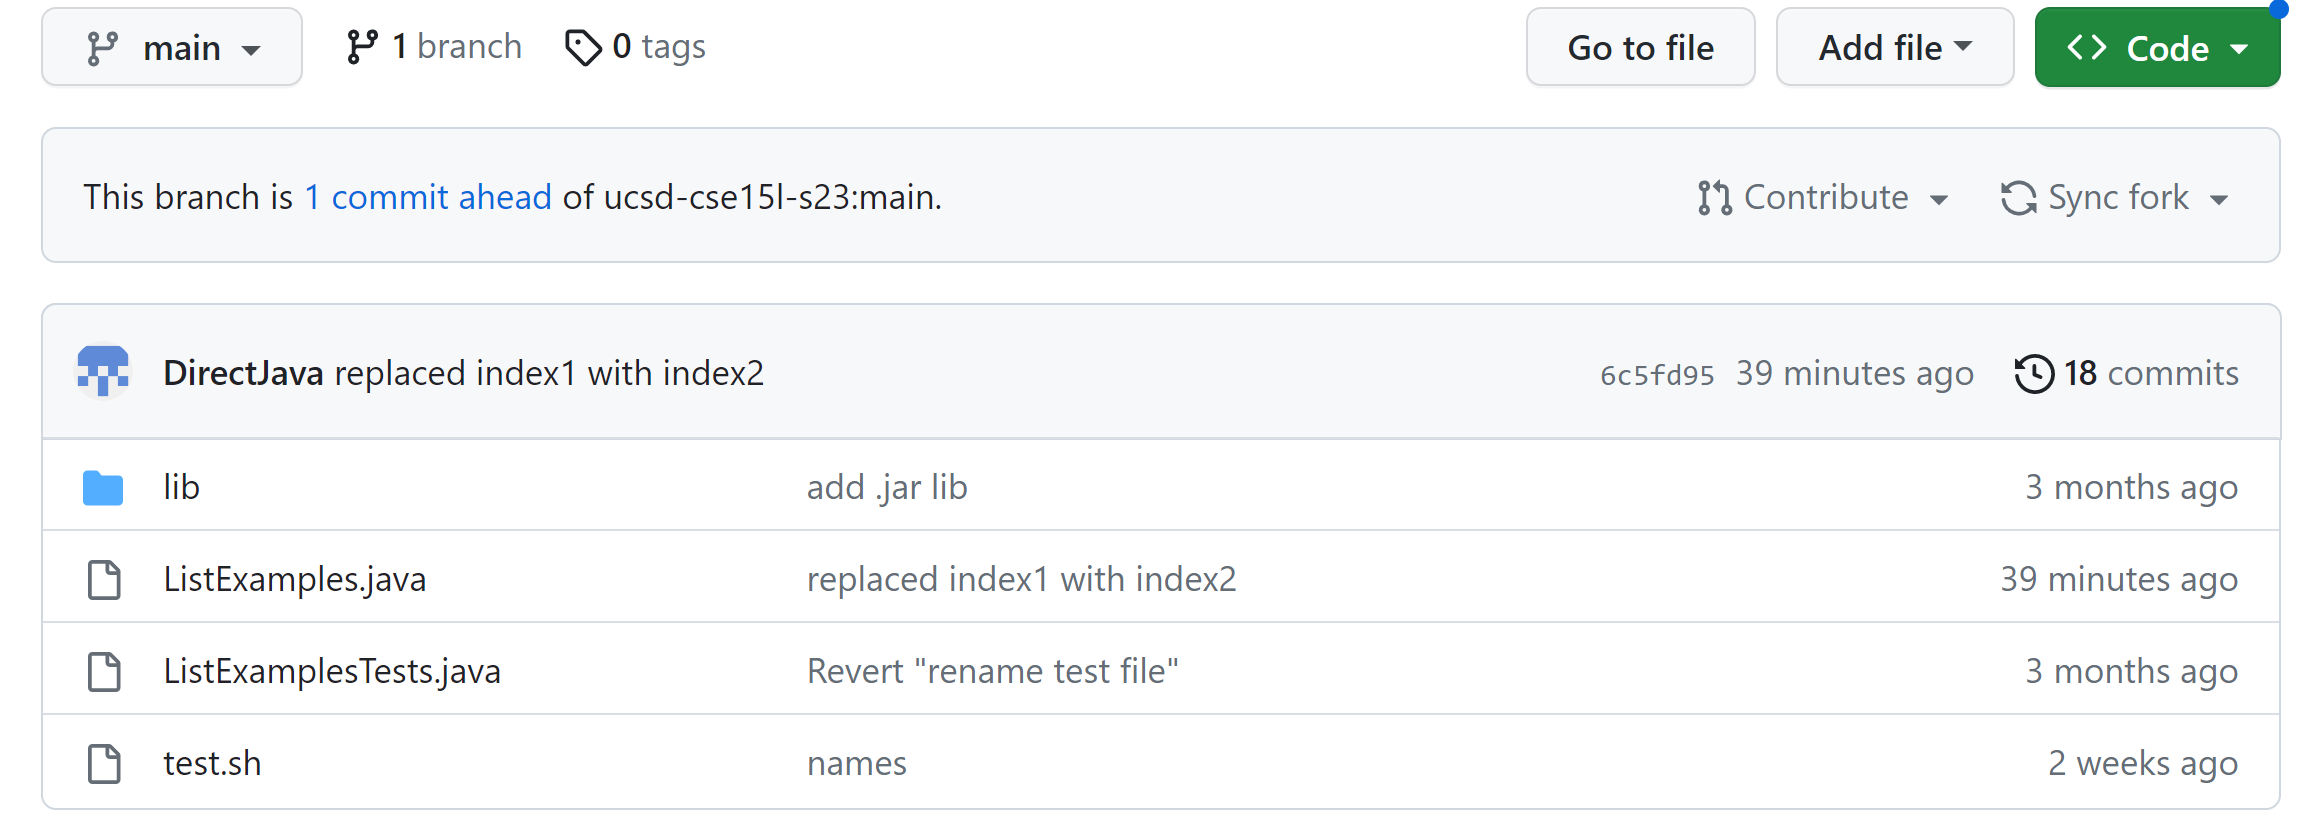 main 1 branch 0 tags Go to file Add file Code
This branch is 1 commit ahead of ucsd-cse15l-s23:main. Contribute Sync fork
DirectJava replaced index1 with index2 6c5fd95 39 minutes ago 18 commits
lib add .jar lib 3 months ago
ListExamples.java replaced index1 with index2 39 minutes ago
ListExamplesTests.java Revert "rename test file" 3 months ago
test.sh names 2 weeks ago